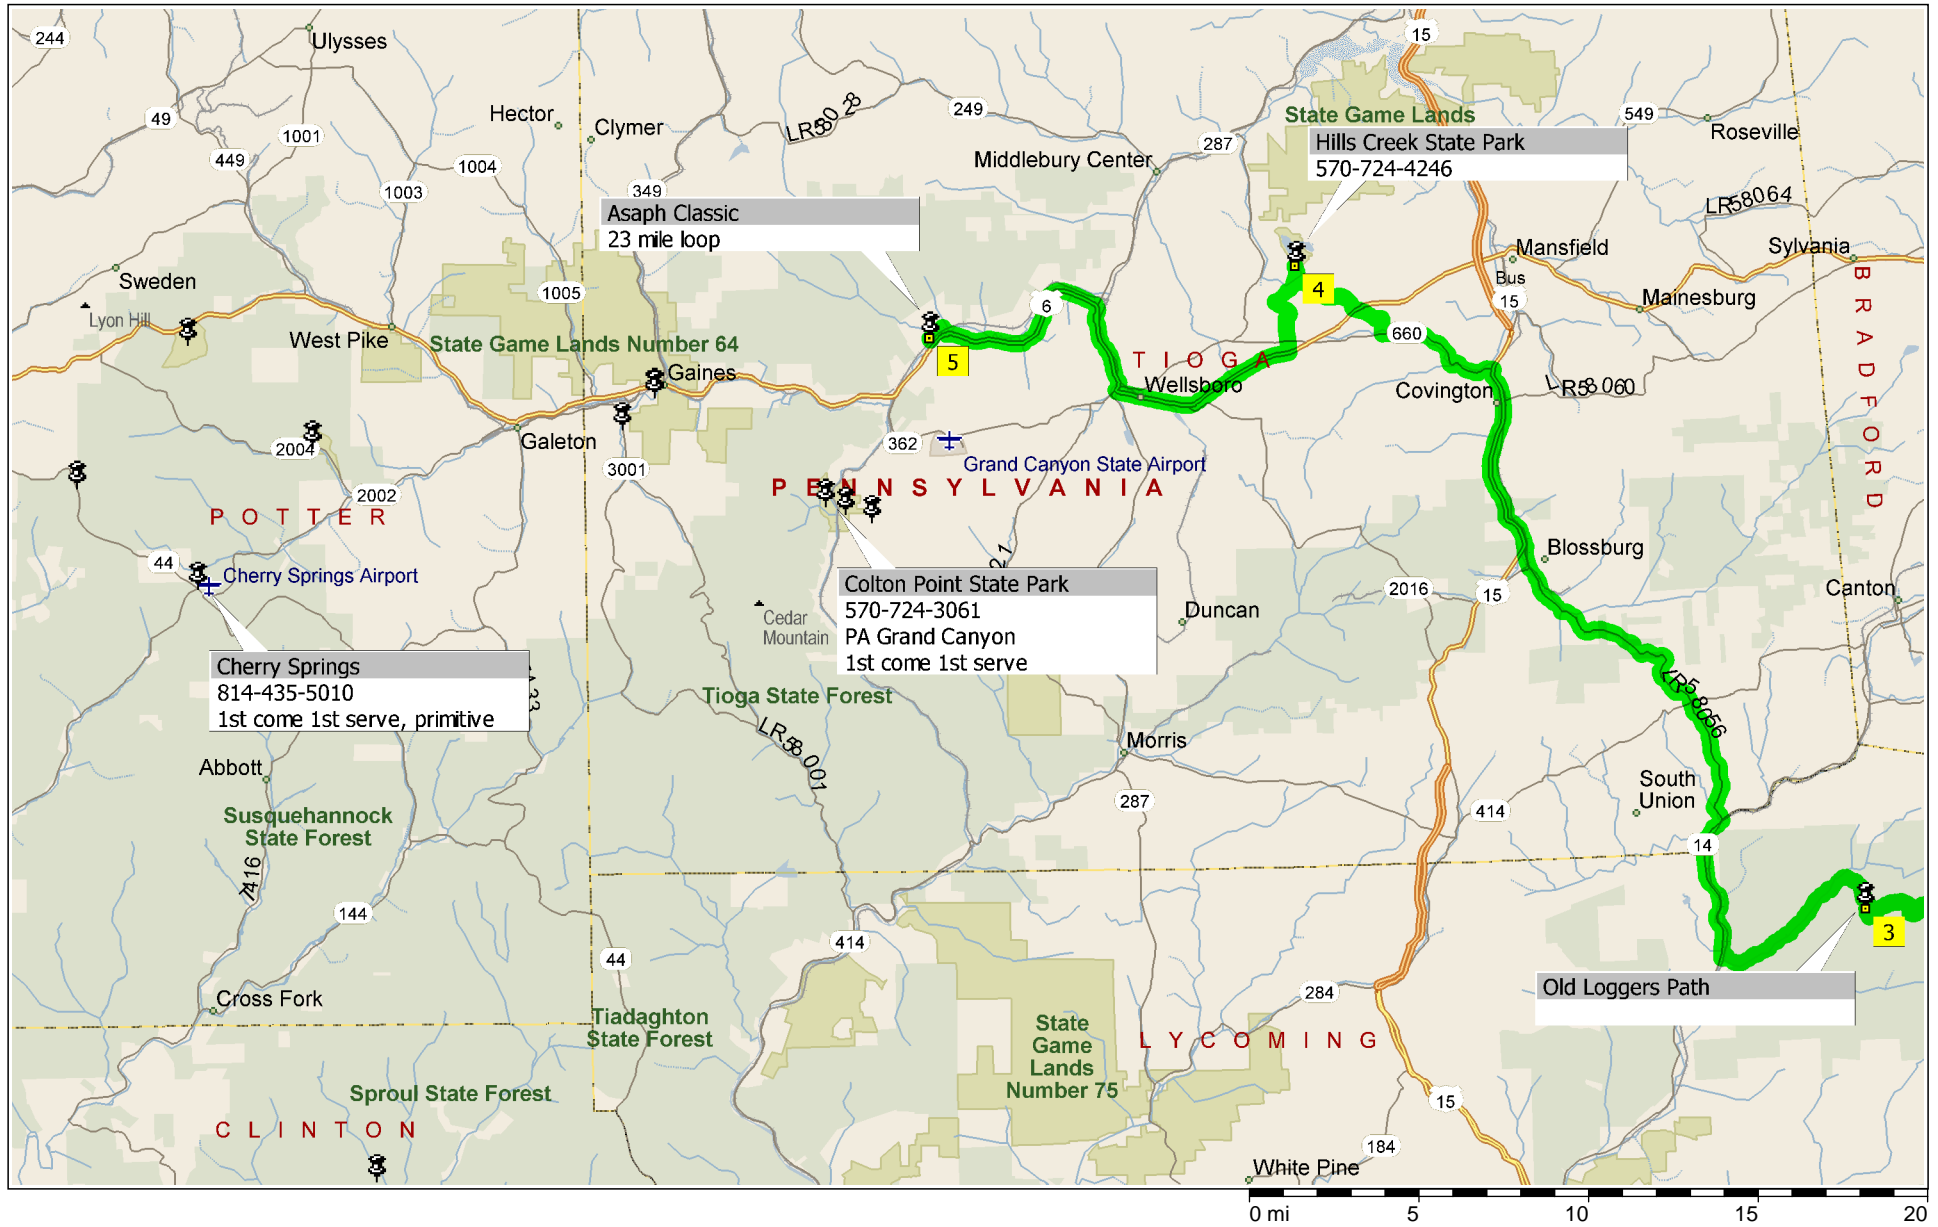 244
Ulysses
15
49
1001
449
Hector
Clymer
1004
1003
349
LR58028
249
Middlebury Center
287
State Game Lands
549
Roseville
Hills Creek State Park
570-724-4246
LR58064
Asaph Classic
23 mile loop
Mansfield
Sylvania
Bus
15
Mainesburg
BRADFORD
Sweden
Lyon Hill
1005
West Pike
State Game Lands Number 64
Gaines
6
5
4
660
TIOGA
Wellsboro
Covington
LR58060
2004
Galeton
3001
362
Grand Canyon State Airport
PENNSYLVANIA
2002
POTTER
44
Cherry Springs Airport
Blossburg
2016
15
Canton
Colton Point State Park
570-724-3061
PA Grand Canyon
1st come 1st serve
Cedar
Mountain
Duncan
Cherry Springs
814-435-5010
1st come 1st serve, primitive
Tioga State Forest
LR58001
LR58056
Morris
Abbott
South
Union
287
414
Susquehannock
State Forest
14
144
414
44
3
Old Loggers Path
Cross Fork
284
Tiadaghton
State Forest
State
Game
Lands
Number 75
LYCOMING
Sproul State Forest
CLINTON
15
184
White Pine
0 mi 5 10 15 20